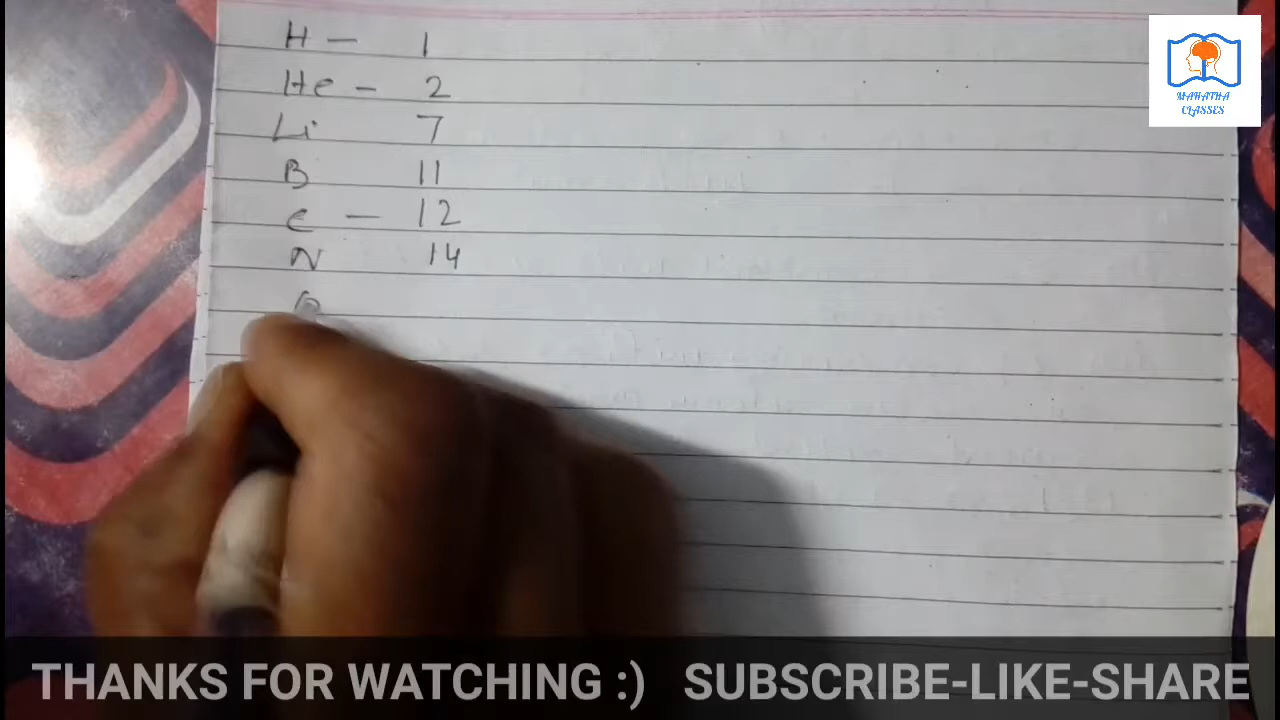 H - 1
He - 2
Li 7
B 11
C - 12
N 14
MAHATHA
CLASSES
THANKS FOR WATCHING :) SUBSCRIBE-LIKE-SHARE